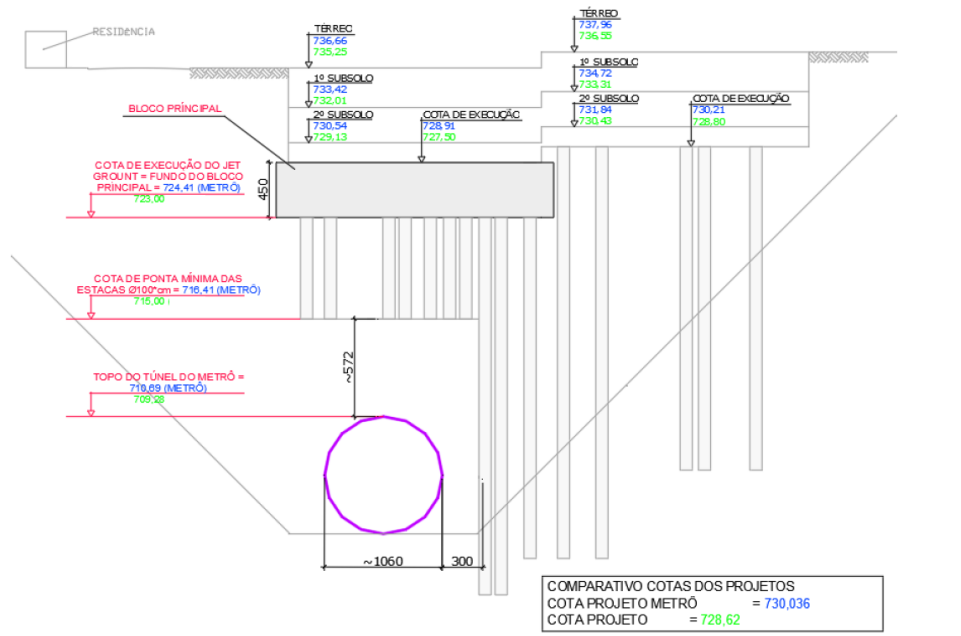 RESIDÊNCIA
TÉRREO
736,66
735,25
TÉRREO
737,96
736,55
1º SUBSOLO
733,42
732,01
1º SUBSOLO
734,72
733,31
2º SUBSOLO
730,54
729,13
COTA DE EXECUÇÃO
728,91
727,50
2º SUBSOLO
731,84
730,43
COTA DE EXECUÇÃO
730,21
728,80
BLOCO PRÍNCIPAL
COTA DE EXECUÇÃO DO JET
GROUNT = FUNDO DO BLOCO
PRÍNCIPAL = 724,41 (METRÔ)
723,00
450
COTA DE PONTA MÍNIMA DAS
ESTACAS Ø100*cm = 716,41 (METRÔ)
715,00
~572
TOPO DO TÚNEL DO METRÔ =
710,69 (METRÔ)
709,28
~1060
300
COMPARATIVO COTAS DOS PROJETOS
COTA PROJETO METRÔ = 730,036
COTA PROJETO = 728,62